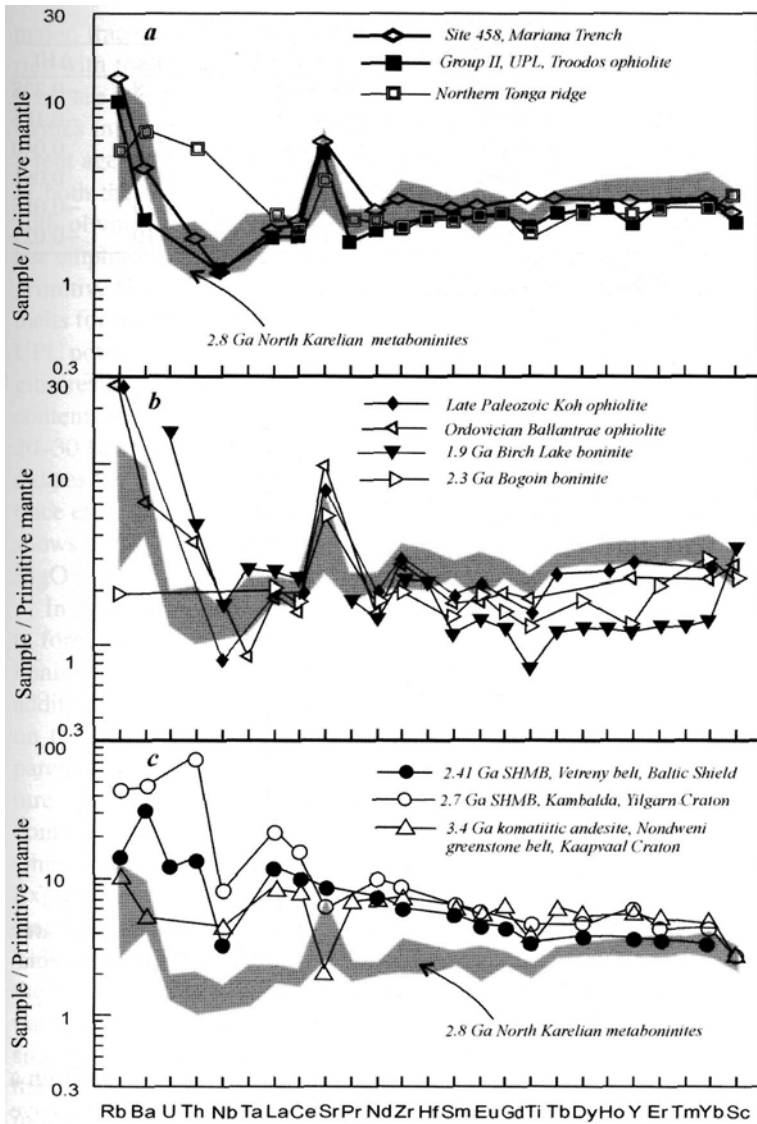 30
a
Site 458, Mariana Trench
Group II, UPL, Troodos ophiolite
Northern Tonga ridge
10
Sample / Primitive mantle
1
2.8 Ga North Karelian metaboninites
0.3
30
b
Late Paleozoic Koh ophiolite
Ordovician Ballantrae ophiolite
1.9 Ga Birch Lake boninite
2.3 Ga Bogoin boninite
10
Sample / Primitive mantle
1
0.3
100
c
2.41 Ga SHMB, Vetreny belt, Baltic Shield
2.7 Ga SHMB, Kambalda, Yilgarn Craton
3.4 Ga komatiitic andesite, Nondweni
greenstone belt, Kaapvaal Craton
10
Sample / Primitive mantle
1
2.8 Ga North Karelian metaboninites
0.3
Rb Ba U Th Nb Ta La Ce Sr Pr Nd Zr Hf Sm Eu Gd Ti Tb Dy Ho Y Er Tm Yb Sc